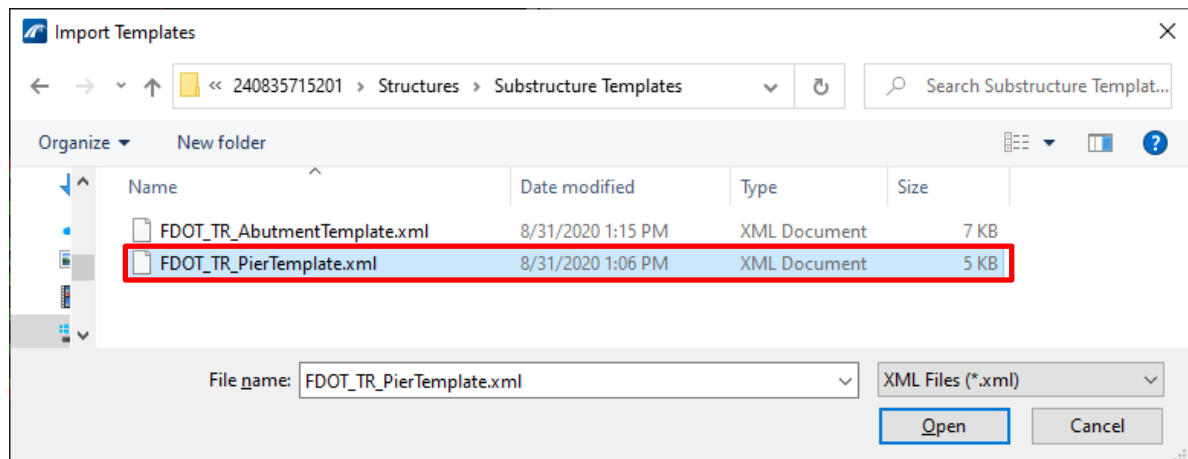 Import Templates
« 240835715201 > Structures > Substructure Templates
Search Substructure Templat...
Organize New folder
Name Date modified Type Size
FDOT_TR_AbutmentTemplate.xml 8/31/2020 1:15 PM XML Document 7 KB
FDOT_TR_PierTemplate.xml 8/31/2020 1:06 PM XML Document 5 KB
File name: FDOT_TR_PierTemplate.xml XML Files (*.xml)
Open Cancel